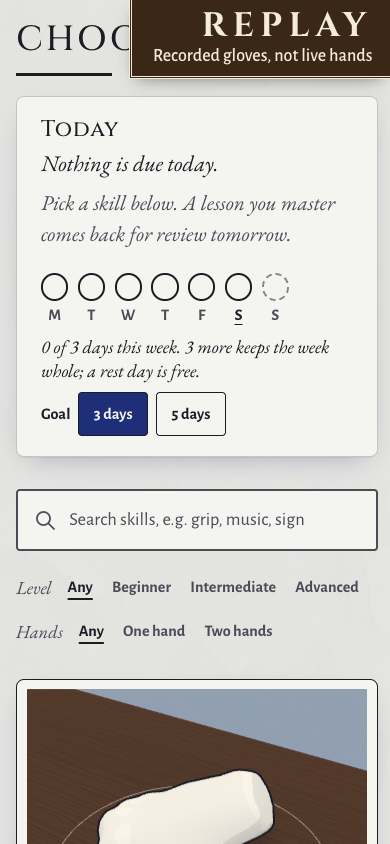 CHOO
REPLAY
Recorded gloves, not live hands
Today
Nothing is due today.
Pick a skill below. A lesson you master
comes back for review tomorrow.
M T W T F S S
0 of 3 days this week. 3 more keeps the week
whole; a rest day is free.
Goal 3 days 5 days
Search skills, e.g. grip, music, sign
Level Any Beginner Intermediate Advanced
Hands Any One hand Two hands